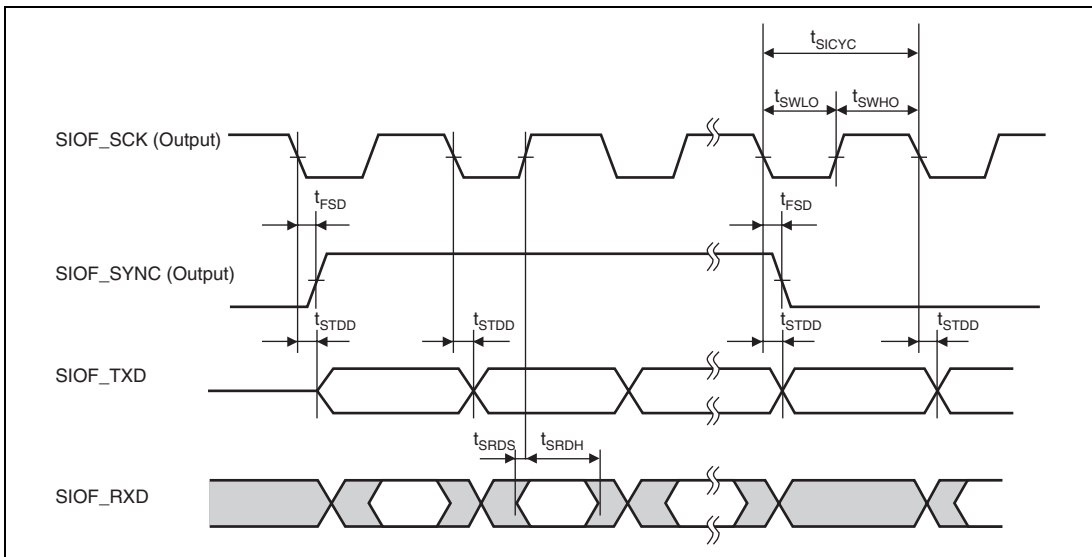 tSICYC
tSWLO tSWHO
SIOF_SCK (Output)
tFSD tFSD
SIOF_SYNC (Output)
tSTDD tSTDD tSTDD tSTDD
SIOF_TXD
tSRDS tSRDH
SIOF_RXD